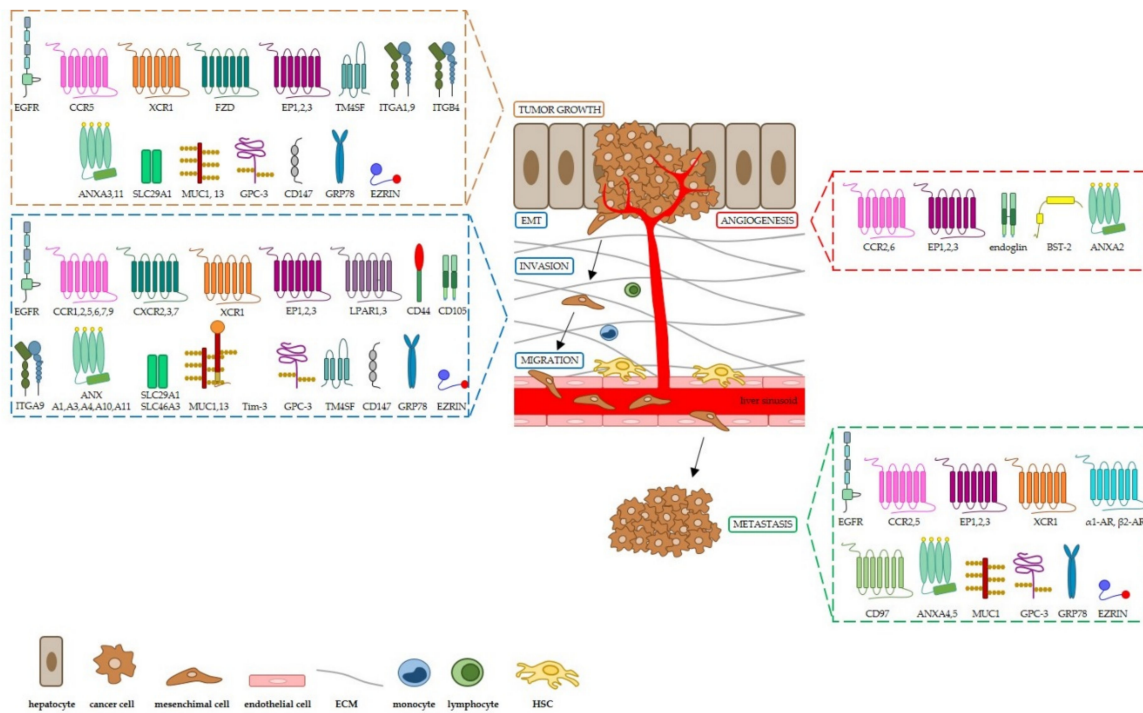 EGFR CCR5 XCR1 FZD EP1,2,3 TM4SF ITGA1,9 ITGB4
ANXA3,11 SLC29A1 MUC1, 13 GPC-3 CD147 GRP78 EZRIN
EGFR CCR1,2,5,6,7,9 CXCR2,3,7 XCR1 EP1,2,3 LPAR1,3 CD44 CD105
ITGA9
ANX
A1,A3,A4,A10,A11
SLC29A1
SLC46A3
MUC1,13 Tim-3 GPC-3 TM4SF CD147 GRP78 EZRIN
TUMOR GROWTH
EMT
ANGIOGENESIS
INVASION
MIGRATION
liver sinusoid
METASTASIS
CCR2,6 EP1,2,3 endoglin BST-2 ANXA2
EGFR CCR2,5 EP1,2,3 XCR1 α1-AR, β2-AR
CD97 ANXA4,5 MUC1 GPC-3 GRP78 EZRIN
hepatocyte cancer cell mesenchimal cell endothelial cell ECM monocyte lymphocyte HSC